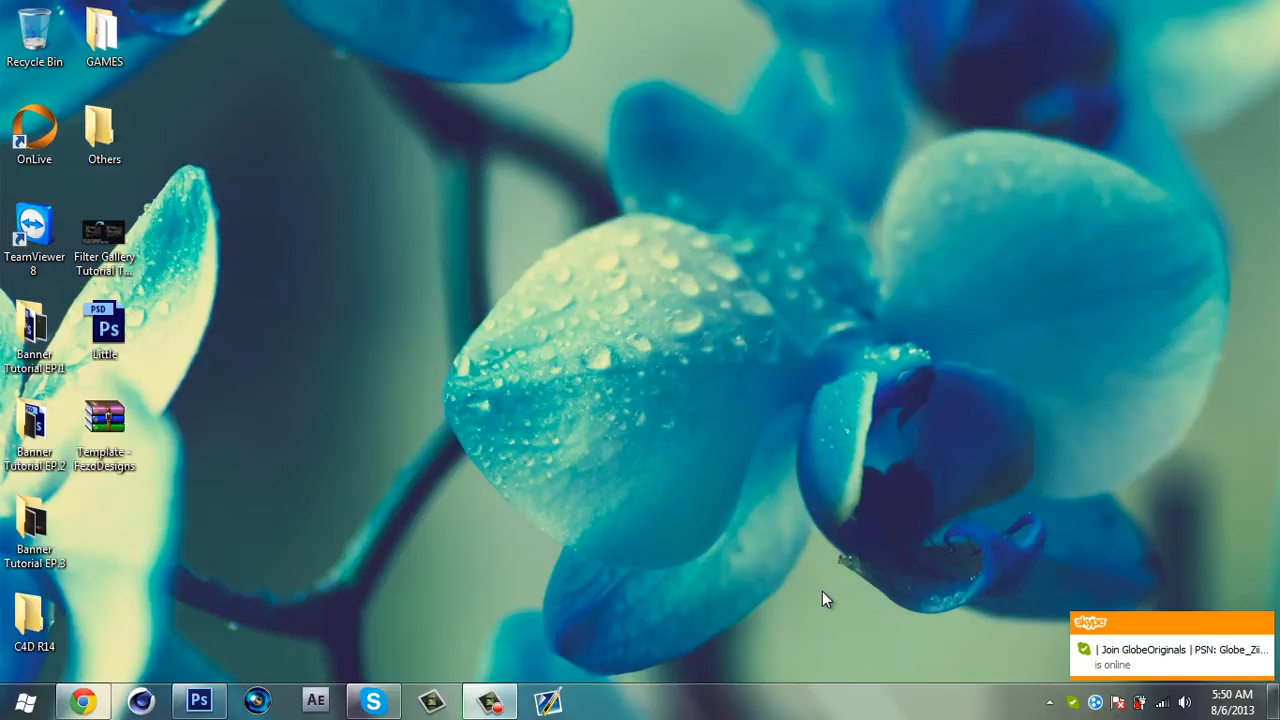 Recycle Bin
GAMES
OnLive
Others
TeamViewer
8
Filter Gallery
Tutorial T...
Banner
Tutorial EP.1
PSD
Ps
Little
Banner
Tutorial EP.2
Template -
FezoDesigns
Banner
Tutorial EP.3
C4D R14
skype
| Join GlobeOriginals | PSN: Globe_Zii...
is online
Ps
Ae
S
5:50 AM
8/6/2013